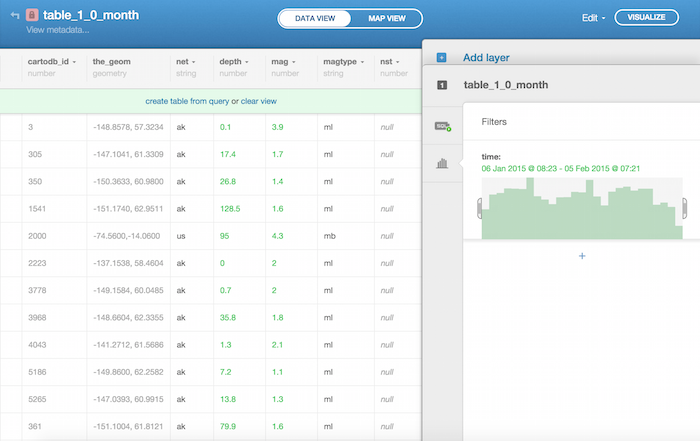 table_1_0_month
View metadata...
DATA VIEW MAP VIEW
Edit
VISUALIZE
cartodb_id the_geom net depth mag magtype nst
number geometry string number number string number
create table from query or clear view
3 -148.8578, 57.3234 ak 0.1 3.9 ml null
305 -147.1041, 61.3309 ak 17.4 1.7 ml null
350 -150.3633, 60.9800 ak 26.8 1.4 ml null
1541 -151.1740, 62.9511 ak 128.5 1.6 ml null
2000 -74.5600,-14.0600 us 95 4.3 mb null
2223 -137.1538, 58.4604 ak 0 2 ml null
3778 -149.1584, 60.0485 ak 0.7 2 ml null
3968 -148.6604, 62.3355 ak 35.8 1.8 ml null
4043 -141.2712, 61.5686 ak 1.3 2.1 ml null
5186 -149.8600, 62.2582 ak 7.2 1.1 ml null
5265 -147.0393, 60.9915 ak 13.8 1.3 ml null
361 -151.1004, 61.8121 ak 79.9 1.6 ml null
Add layer
1 table_1_0_month
SQL
Filters
time:
06 Jan 2015 @ 08:23 - 05 Feb 2015 @ 07:21